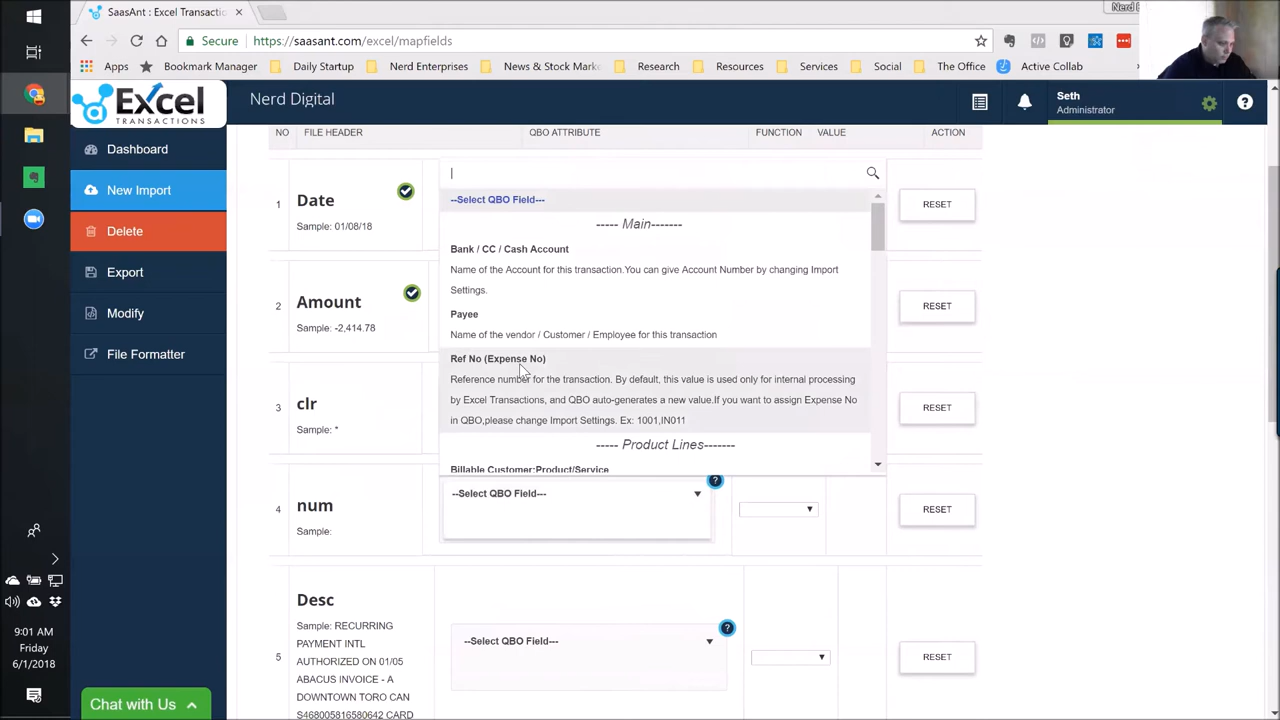 SaasAnt : Excel Transactio
Nerd
Secure
https://saasant.com/excel/mapfields
Apps
Bookmark Manager
Daily Startup
Nerd Enterprises
News & Stock Marke
Research
Resources
Services
Social
The Office
Active Collab
Excel
TRANSACTIONS
Nerd Digital
Seth
Administrator
Dashboard
New Import
Delete
Export
Modify
File Formatter
NO
FILE HEADER
QBO ATTRIBUTE
FUNCTION
VALUE
ACTION
1
Date
Sample: 01/08/18
RESET
--Select QBO Field---
----- Main-------
Bank / CC / Cash Account
Name of the Account for this transaction.You can give Account Number by changing Import
Settings.
Payee
Name of the vendor / Customer / Employee for this transaction
Ref No (Expense No)
Reference number for the transaction. By default, this value is used only for internal processing
by Excel Transactions, and QBO auto-generates a new value.If you want to assign Expense No
in QBO,please change Import Settings. Ex: 1001,IN011
----- Product Lines-------
Billable Customer:Product/Service
2
Amount
Sample: -2,414.78
RESET
3
clr
Sample: *
RESET
4
num
Sample:
--Select QBO Field---
RESET
5
Desc
Sample: RECURRING
PAYMENT INTL
AUTHORIZED ON 01/05
ABACUS INVOICE - A
DOWNTOWN TORO CAN
S468005816580642 CARD
--Select QBO Field---
RESET
9:01 AM
Friday
6/1/2018
Chat with Us